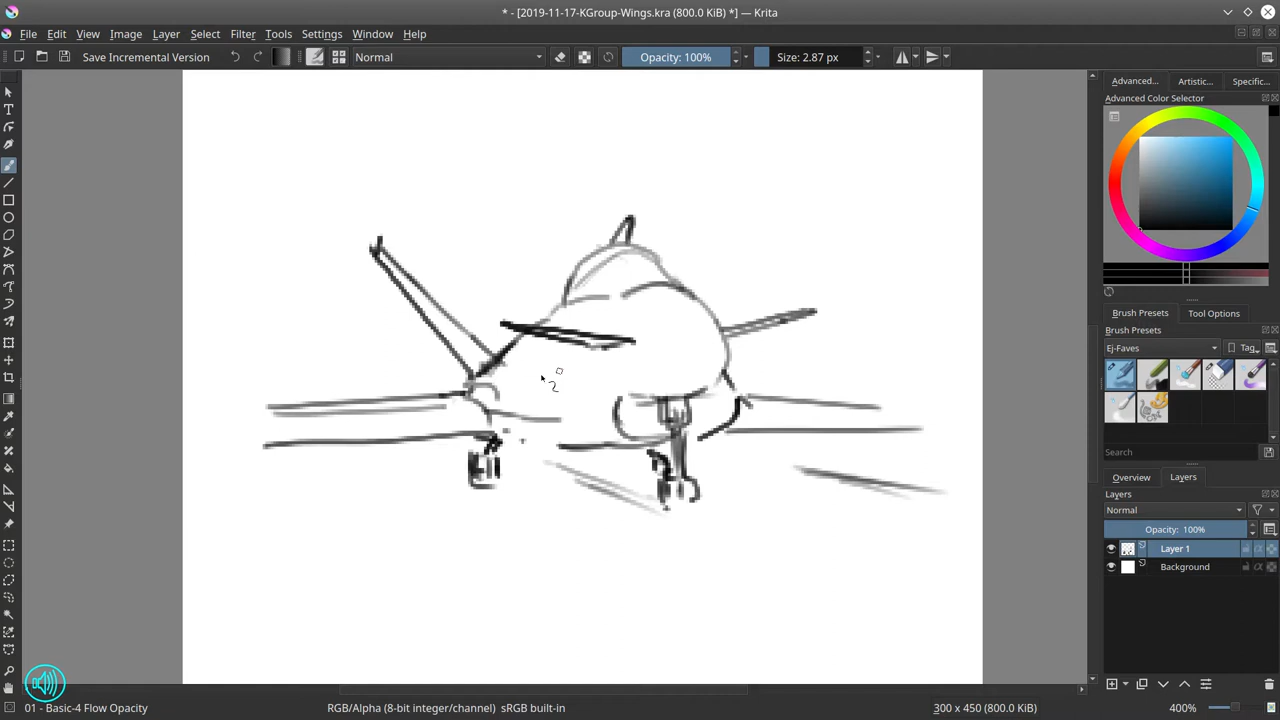 * - [2019-11-17-KGroup-Wings.kra (800.0 KiB) *] — Krita
File Edit View Image Layer Select Filter Tools Settings Window Help
Save Incremental Version Normal Opacity: 100% Size: 2.87 px
Advanced... Artistic... Specific...
Advanced Color Selector
Brush Presets Tool Options
Brush Presets
Ej-Faves Tag
Search
Overview Layers
Layers
Normal
Opacity: 100%
Layer 1
Background
01 - Basic-4 Flow Opacity RGB/Alpha (8-bit integer/channel) sRGB built-in 300 x 450 (800.0 KiB) 400%